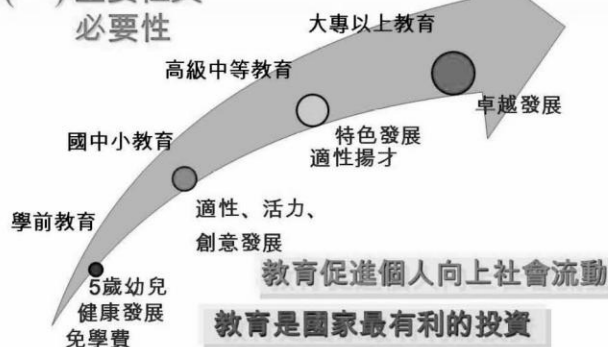 必要性
大專以上教育
高級中等教育
卓越發展
國中小教育
特色發展
適性揚才
學前教育
適性、活力、
創意發展
5歲幼兒
健康發展
免學費
教育促進個人向上社會流動
教育是國家最有利的投資